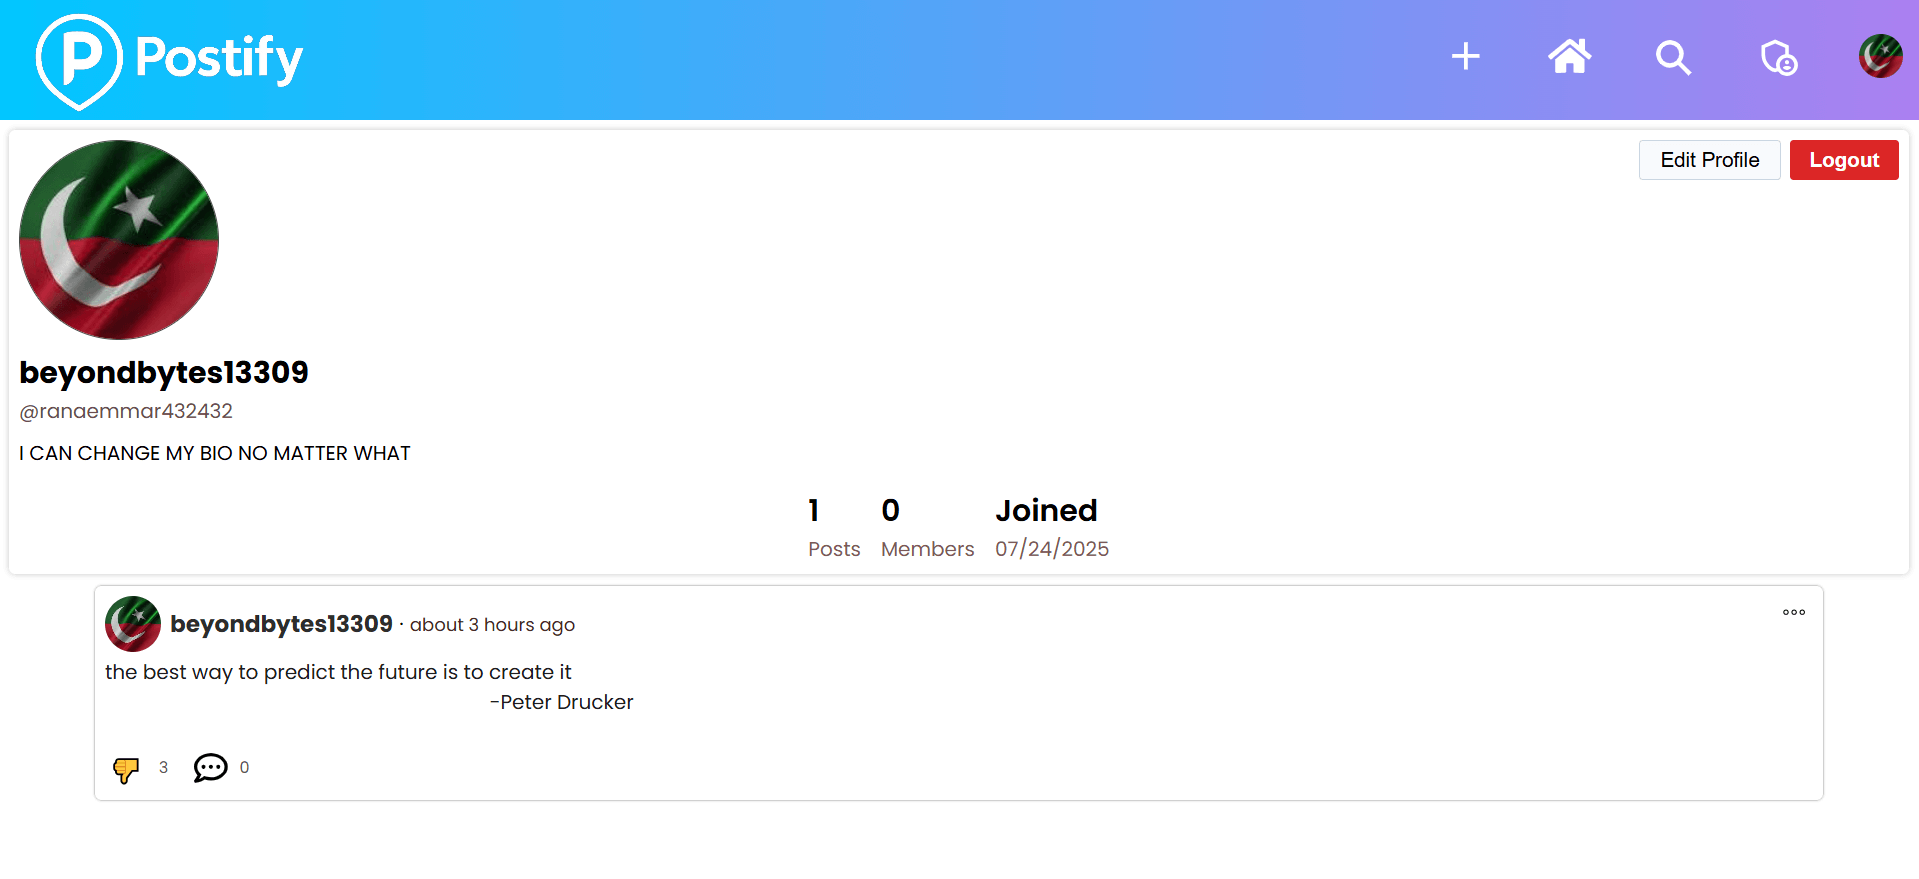 Postify
Edit Profile
Logout
beyondbytes13309
@ranaemmar432432
I CAN CHANGE MY BIO NO MATTER WHAT
1 0 Joined
Posts Members 07/24/2025
beyondbytes13309 · about 3 hours ago
the best way to predict the future is to create it
-Peter Drucker
3 0